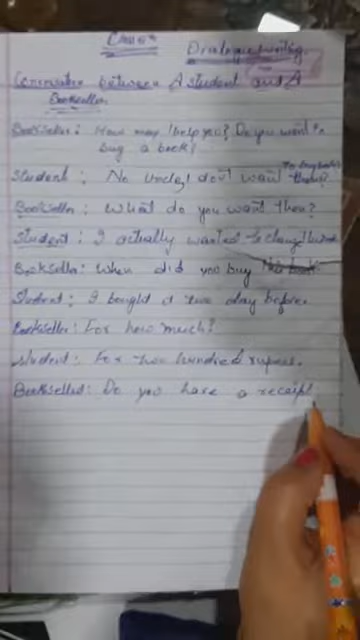 Dialogue writing.
Conversation between A student and A
Bookseller.
Bookseller: How may I help you? Do you want to
buy a book?
Student: No Uncle, I don't want to buy book
Bookseller: What do you want then?
Student: I actually wanted to change
Bookseller: When did you buy this book.
Student: I bought it two day before.
Bookseller: For how much?
Student: For two hundred rupees.
Bookseller: Do you have a receipt